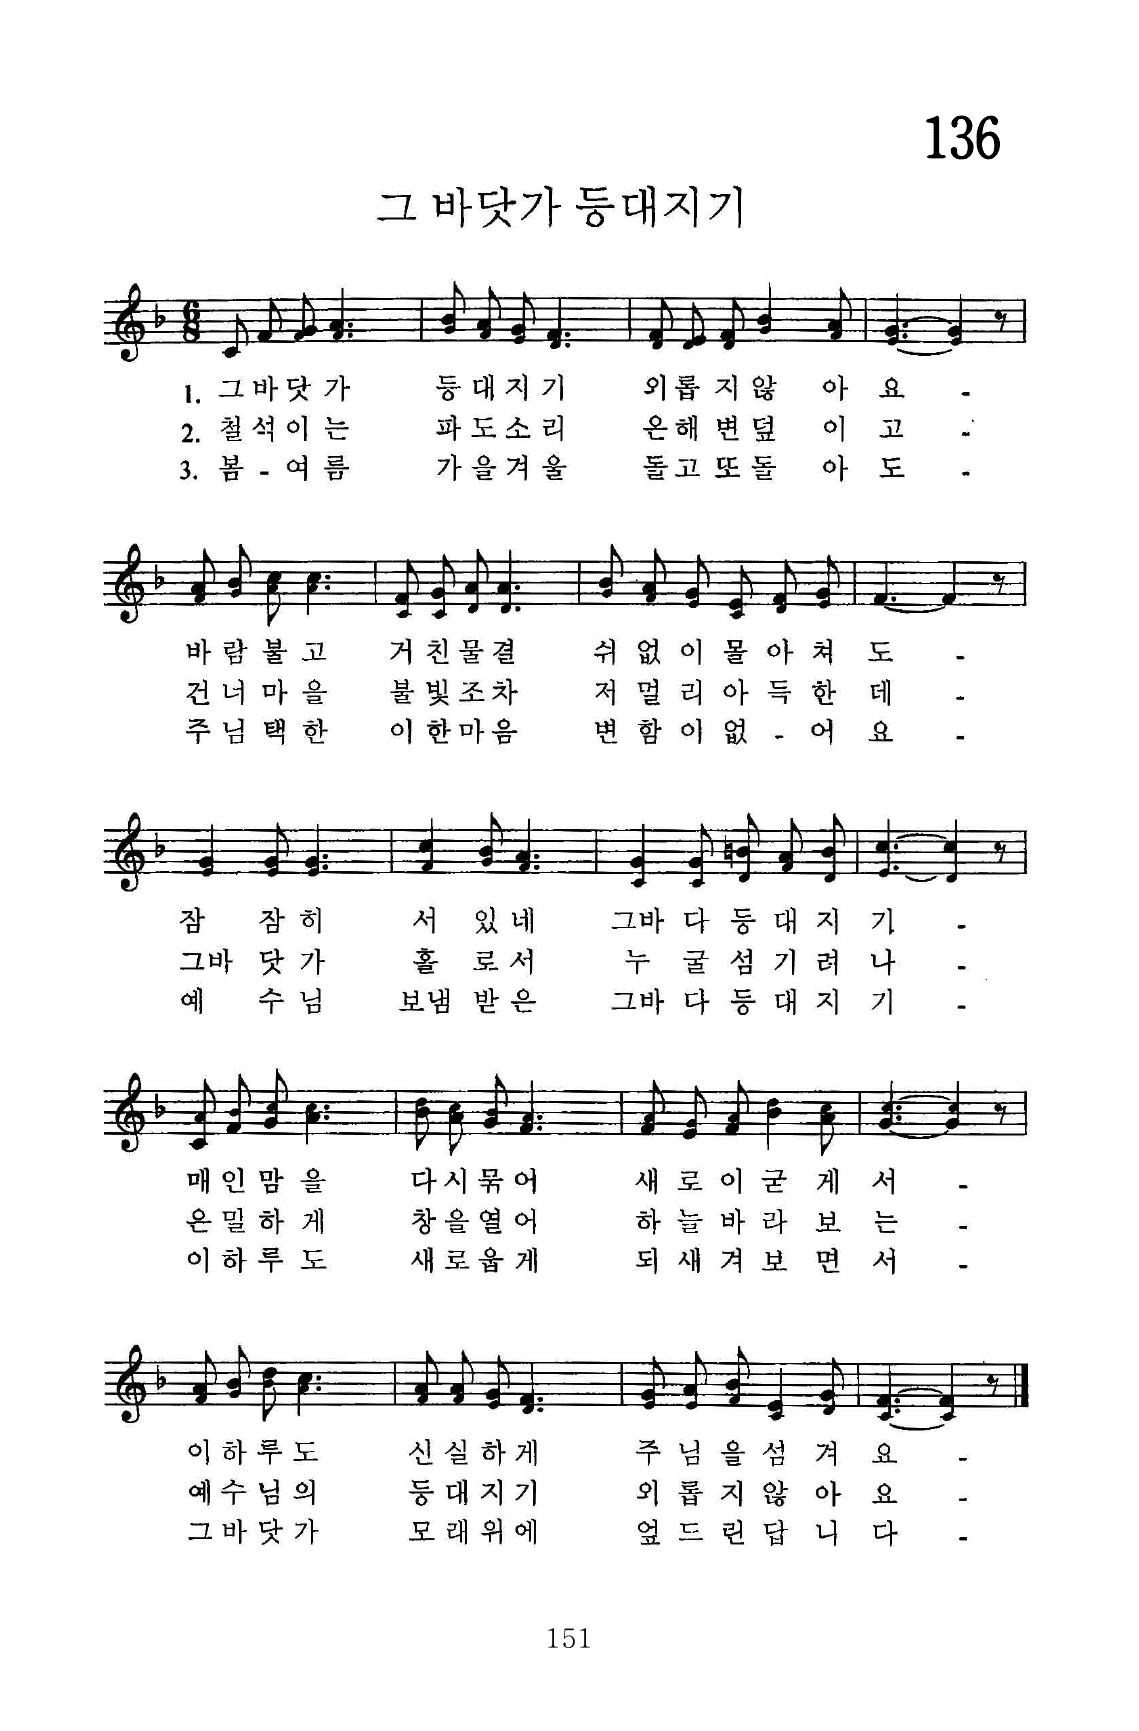 136
그 바닷가 등대지기
1. 그바닷가 등대지기 외롭지않 아 요 -
2. 철석이는 파도소리 온해변덮 이 고 -
3. 봄 - 여름 가을겨울 돌고또돌 아 도 -
바람불고 거친물결 쉬없이몰아쳐 도 -
건너마을 불빛조차 저멀리아득한 데 -
주님택한 이한마음 변함이없 - 어 요 -
잠 잠히 서 있네 그바 다등대지 기 -
그바 닷가 홀 로서 누 굴섬기려 나 -
예 수님 보냄 받은 그바 다등대지 기 -
매인맘을 다시묶어 새로이굳 게 서 -
은밀하게 창을열어 하늘바라 보 는 -
이하루도 새로웁게 되새겨보 면 서 -
이하루도 신실하게 주님을섬 겨 요 -
예수님의 등대지기 외롭지않 아 요 -
그바닷가 모래위에 엎드린답 니 다 -
151